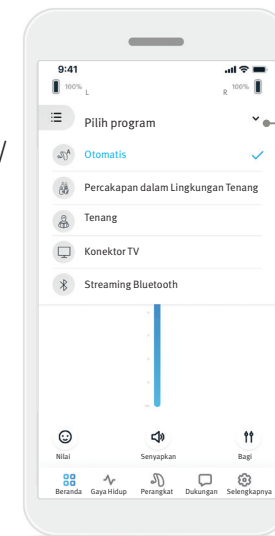 9:41
100% L R 100%
Pilih program
Otomatis
Percakapan dalam Lingkungan Tenang
Tenang
Konektor TV
Streaming Bluetooth
Nilai Senyapkan Bagi
Beranda Gaya Hidup Perangkat Dukungan Selengkapnya